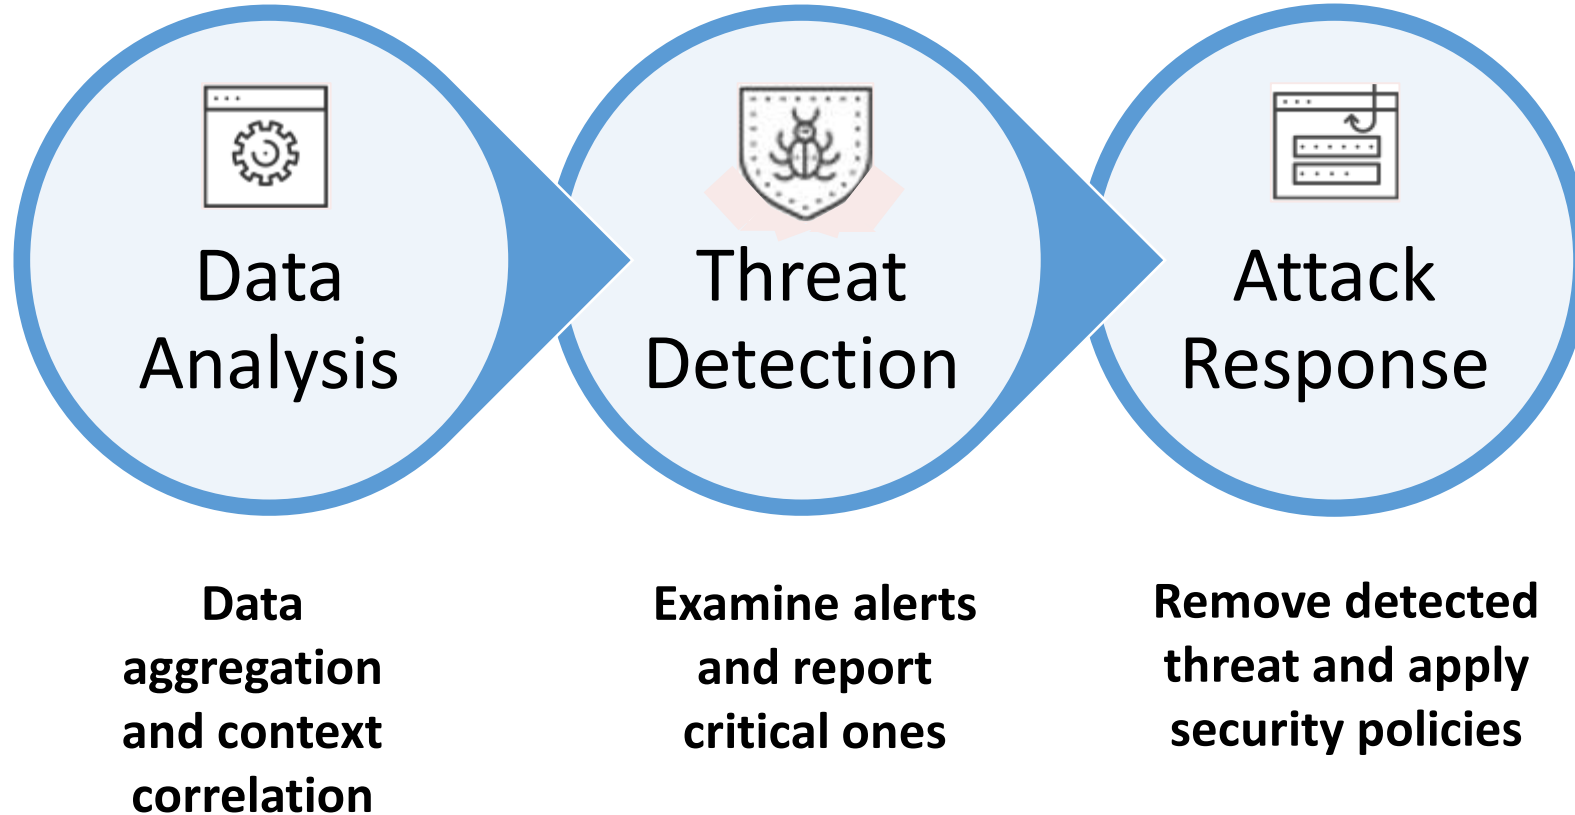 Data
Analysis
Threat
Detection
Attack
Response
Data
aggregation
and context
correlation
Examine alerts
and report
critical ones
Remove detected
threat and apply
security policies